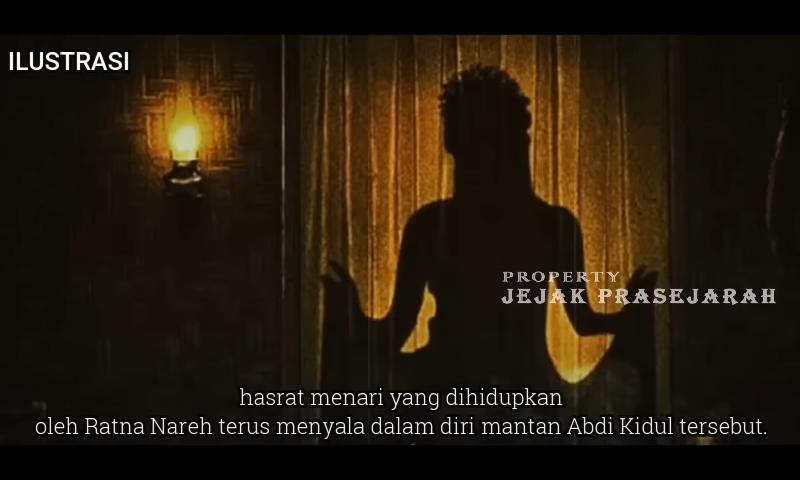 ILUSTRASI
PROPERTY
JEJAK PRASEJARAH
hasrat menari yang dihidupkan
oleh Ratna Nareh terus menyala dalam diri mantan Abdi Kidul tersebut.